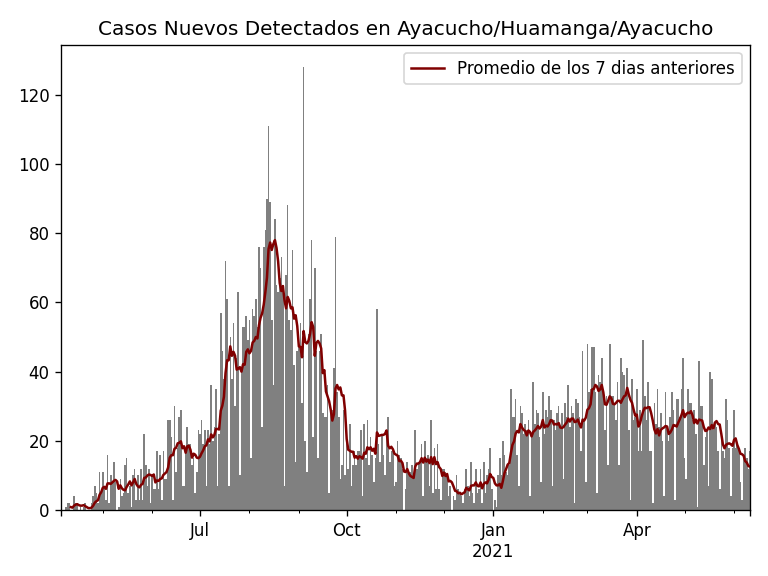 Casos Nuevos Detectados en Ayacucho/Huamanga/Ayacucho
Promedio de los 7 dias anteriores
120
100
80
60
40
20
0
Jul
Oct
Jan
2021
Apr